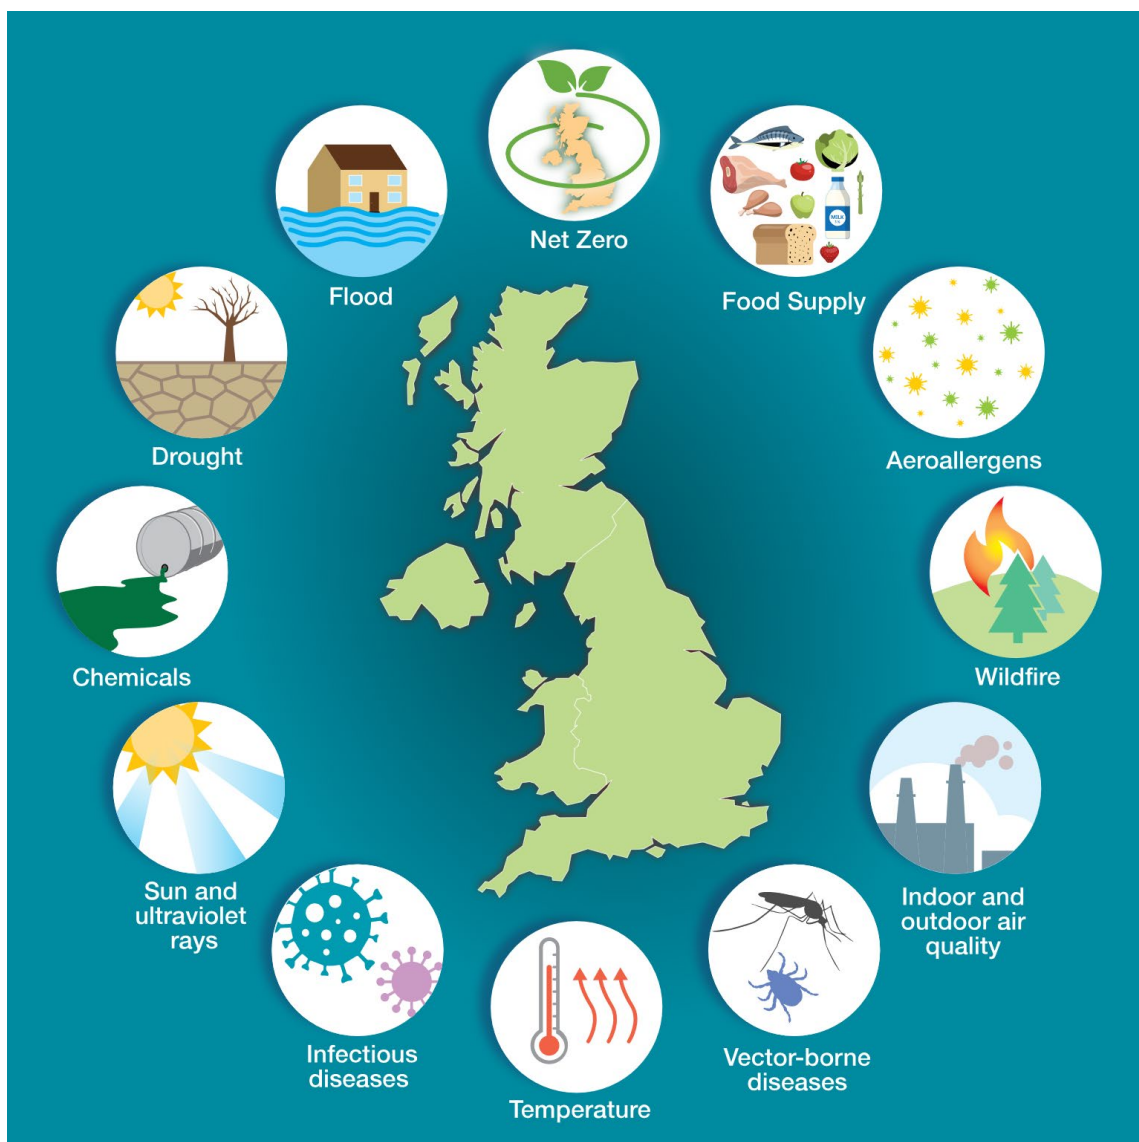 Net Zero
Flood
Food Supply
MILK
Drought
Aeroallergens
Chemicals
Wildfire
Sun and
ultraviolet
rays
Indoor and
outdoor air
quality
Infectious
diseases
Vector-borne
diseases
Temperature